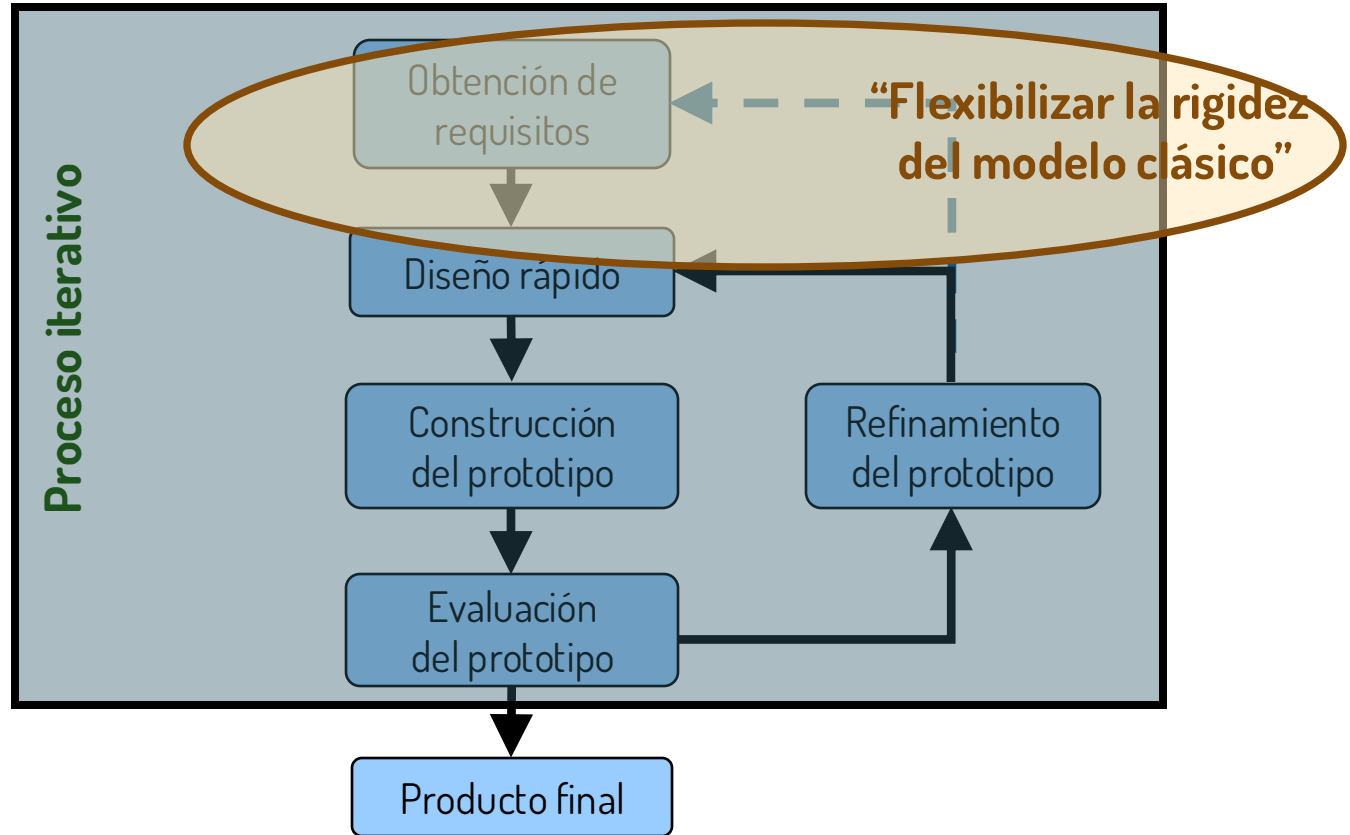 Obtención de
requisitos
“Flexibilizar la rigidez
del modelo clásico”
Proceso iterativo
Diseño rápido
Construcción
del prototipo
Refinamiento
del prototipo
Evaluación
del prototipo
Producto final